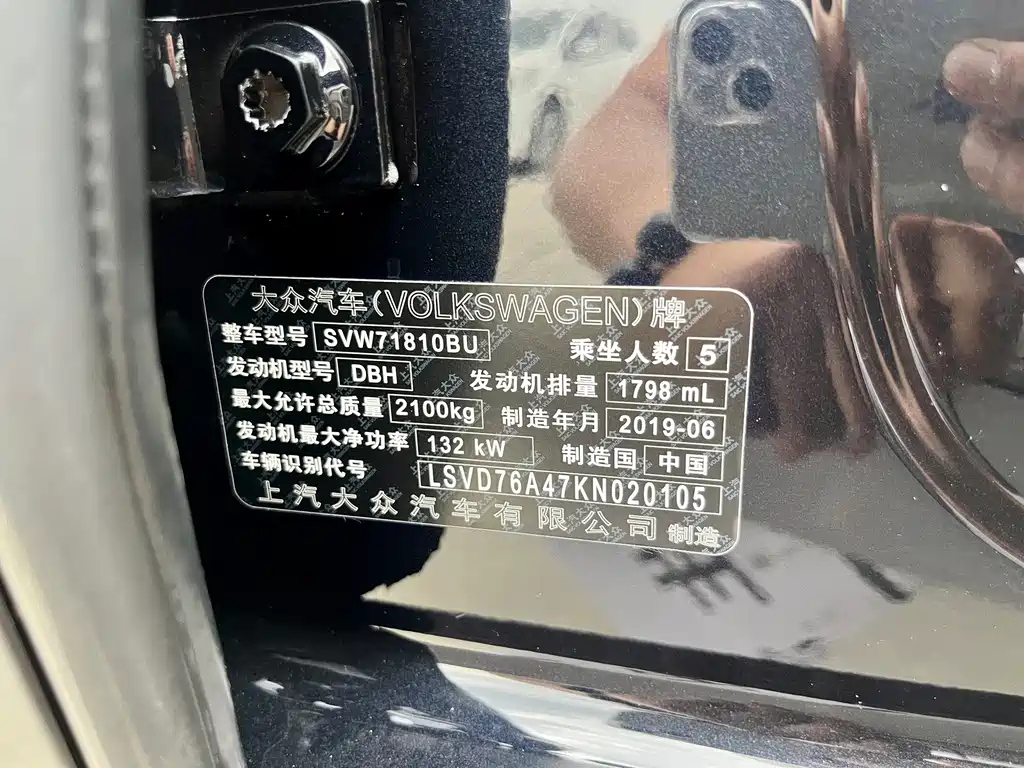 大众汽车(VOLKSWAGEN)牌
整车型号 SVW71810BU 乘坐人数 5
发动机型号 DBH 发动机排量 1798 mL
最大允许总质量 2100kg 制造年月 2019-06
发动机最大净功率 132 kW 制造国 中国
车辆识别代号 LSVD76A47KN020105
上汽大众汽车有限公司 制造